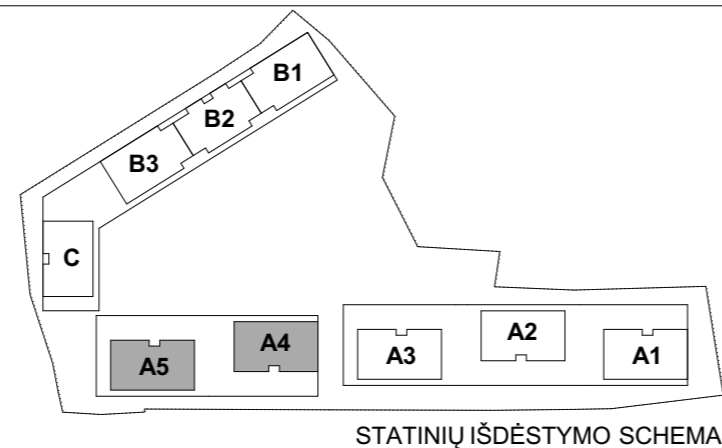 B1
B2
B3
C
A2
A4
A3
A1
A5
STATINIŲ IŠDĖSTYMO SCHEMA